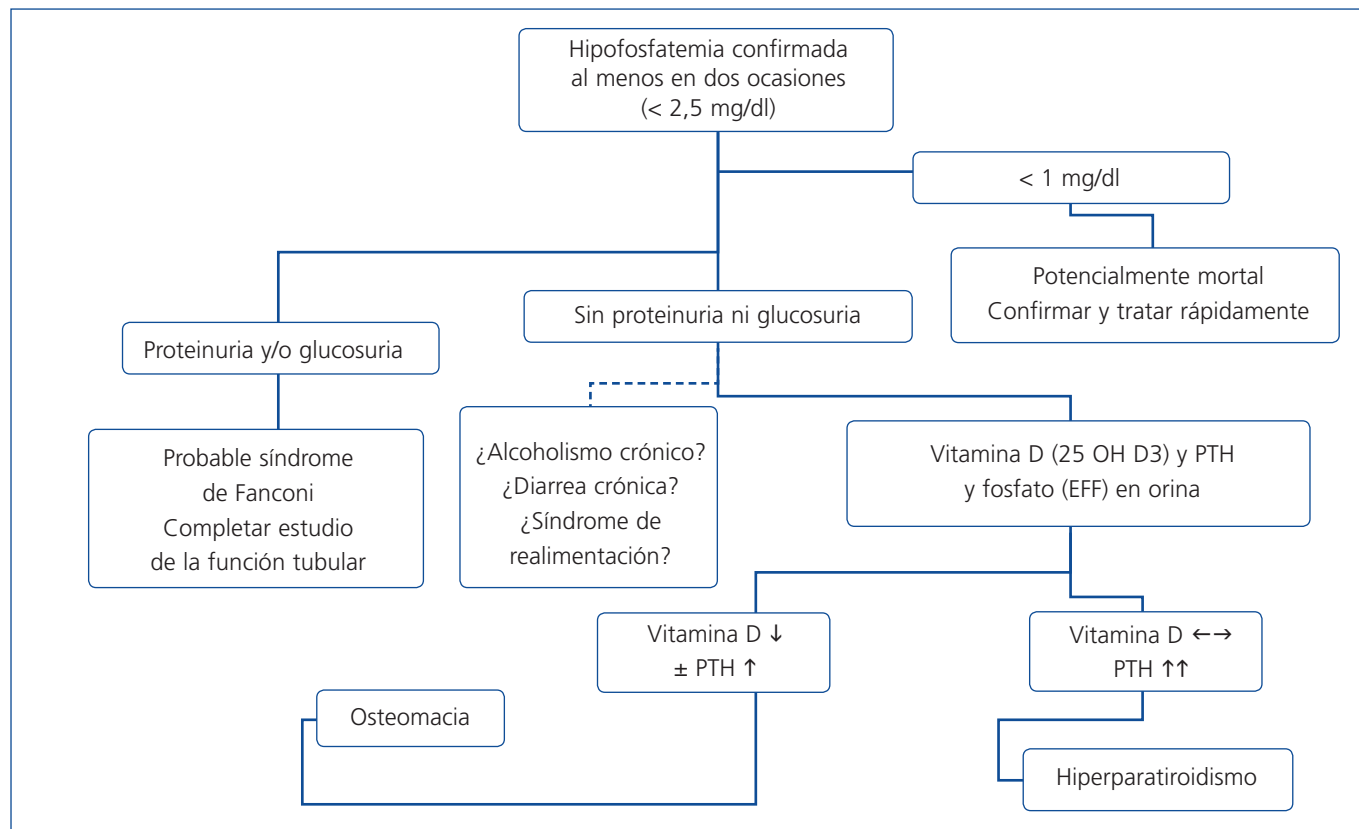 Hipofosfatemia confirmada
al menos en dos ocasiones
(< 2,5 mg/dl)
< 1 mg/dl
Potencialmente mortal
Confirmar y tratar rápidamente
Sin proteinuria ni glucosuria
Proteinuria y/o glucosuria
Probable síndrome
de Fanconi
Completar estudio
de la función tubular
¿Alcoholismo crónico?
¿Diarrea crónica?
¿Síndrome de
realimentación?
Vitamina D (25 OH D3) y PTH
y fosfato (EFF) en orina
Vitamina D ↓
± PTH ↑
Vitamina D ←→
PTH ↑↑
Osteomacia
Hiperparatiroidismo